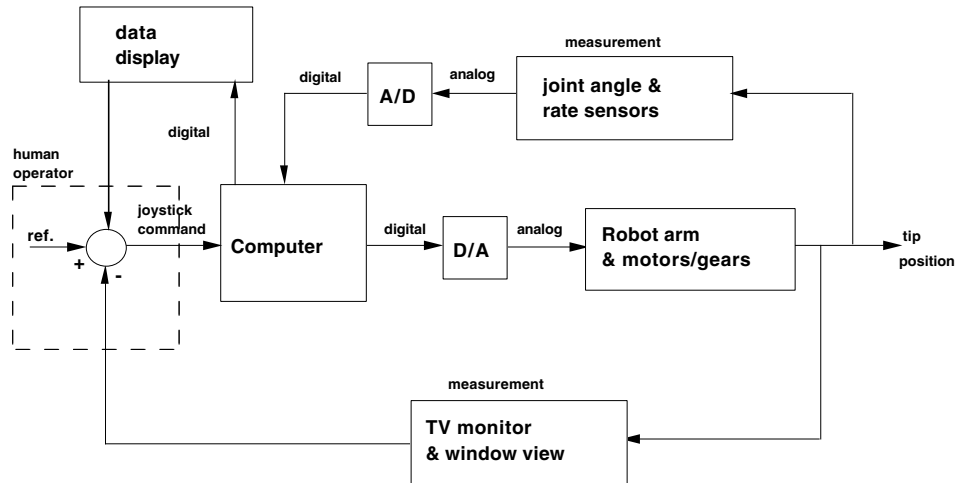 data
display
measurement
digital
A/D
analog
joint angle &
rate sensors
digital
human
operator
joystick
command
ref.
+
-
Computer
digital
D/A
analog
Robot arm
& motors/gears
tip
position
measurement
TV monitor
& window view